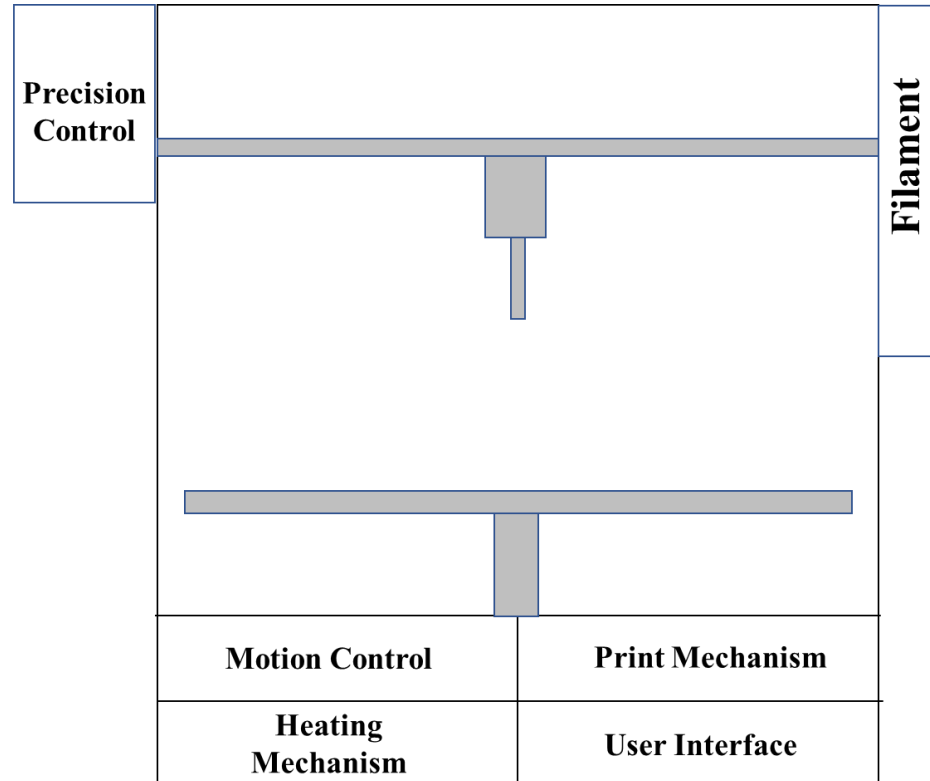 Precision
Control
Filament
Motion Control
Print Mechanism
Heating
Mechanism
User Interface